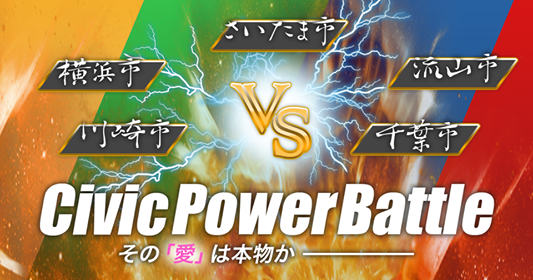 さいたま市
横浜市
流山市
川崎市
千葉市
VS
Civic Power Battle
その「愛」は本物か